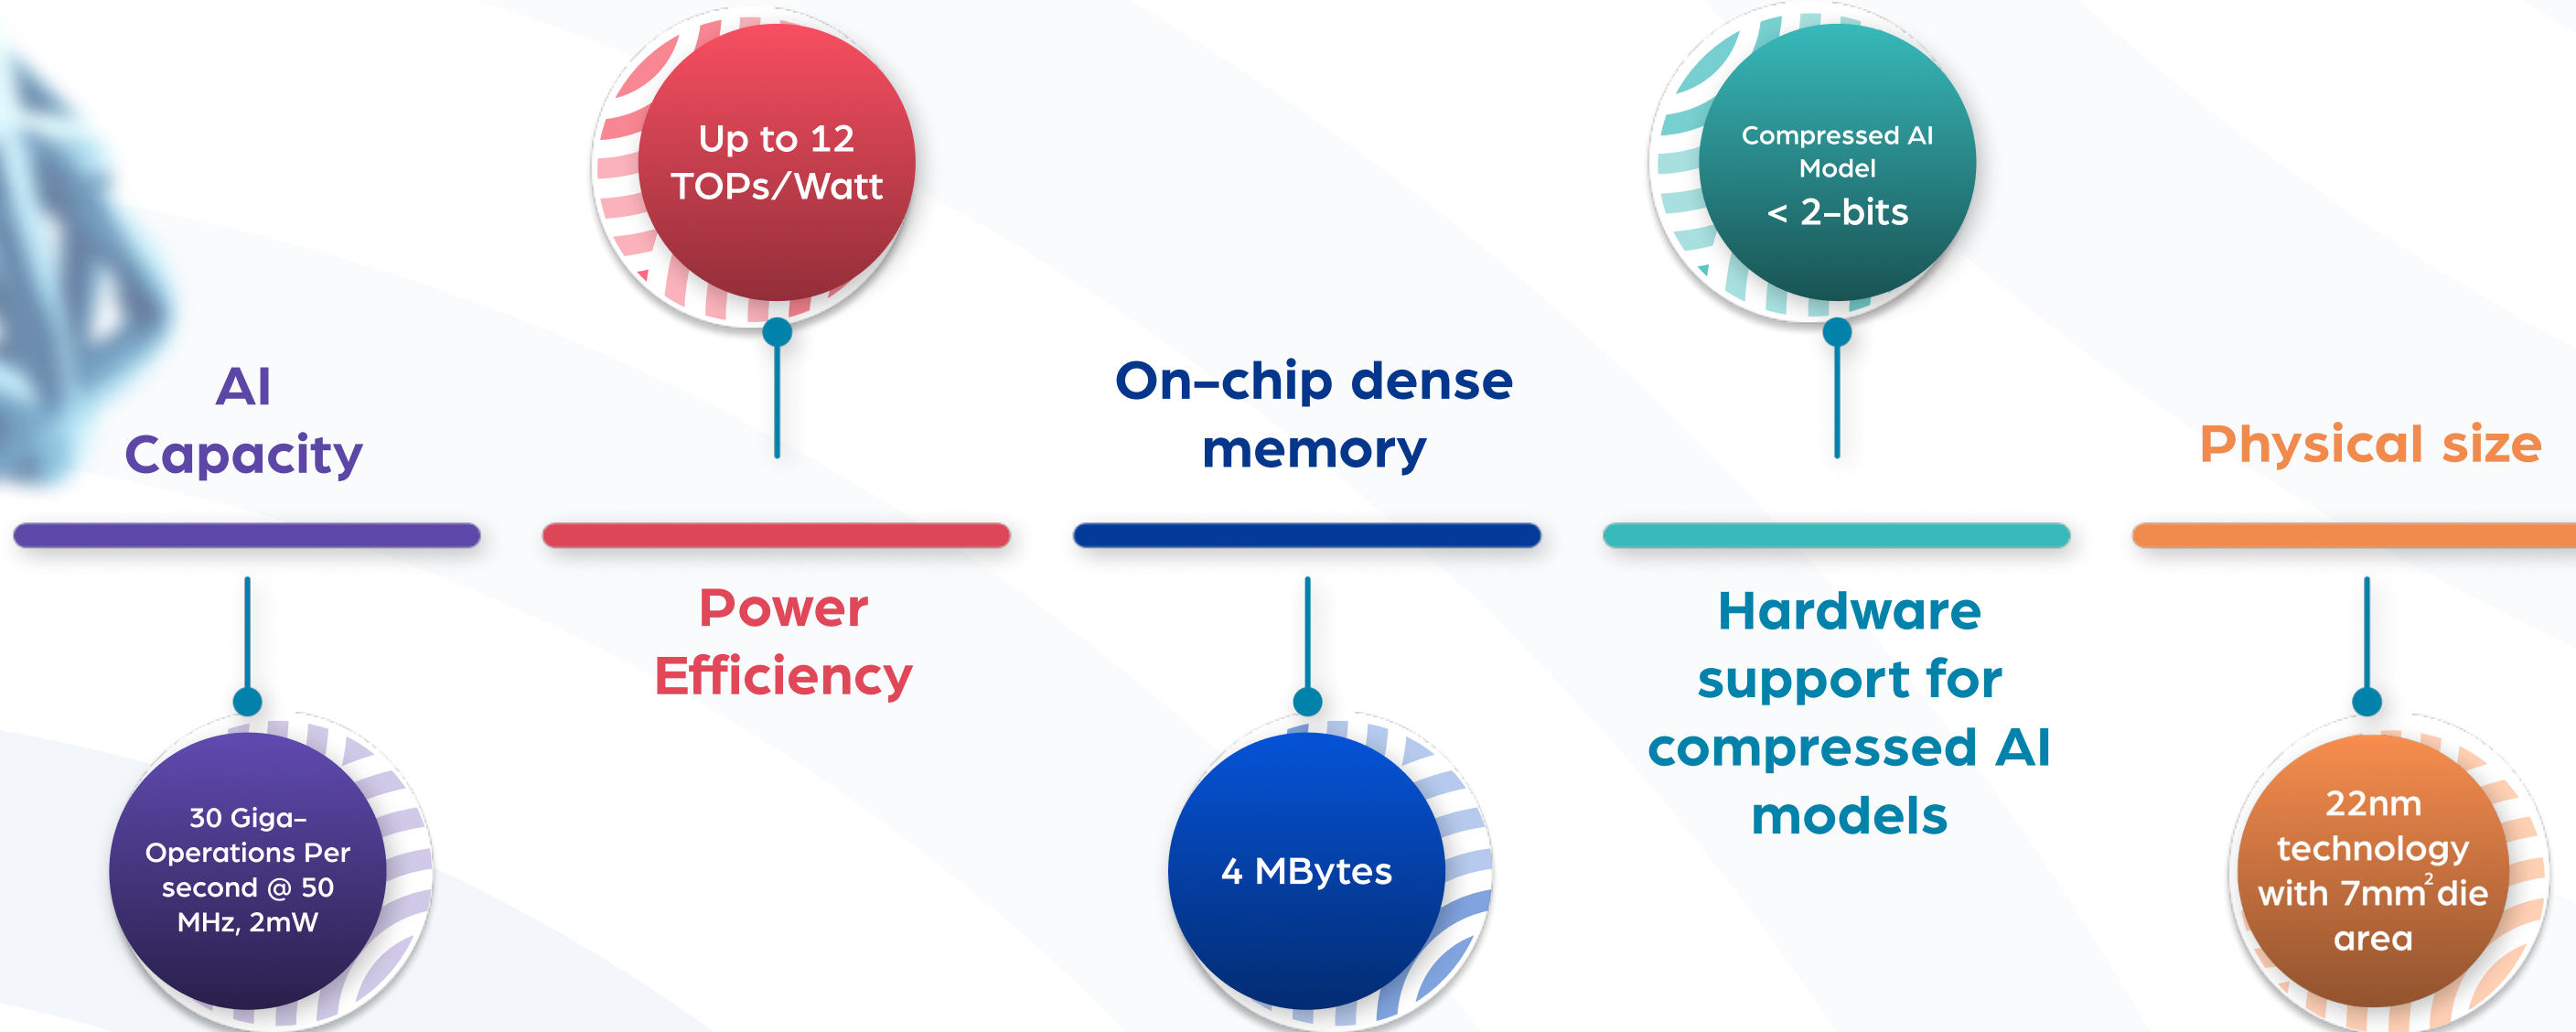 AI
Capacity
30 Giga-
Operations Per
second @ 50
MHz, 2mW
Up to 12
TOPs/Watt
Power
Efficiency
On-chip dense
memory
4 MBytes
Compressed AI
Model
< 2-bits
Hardware
support for
compressed AI
models
Physical size
22nm
technology
with 7mm² die
area